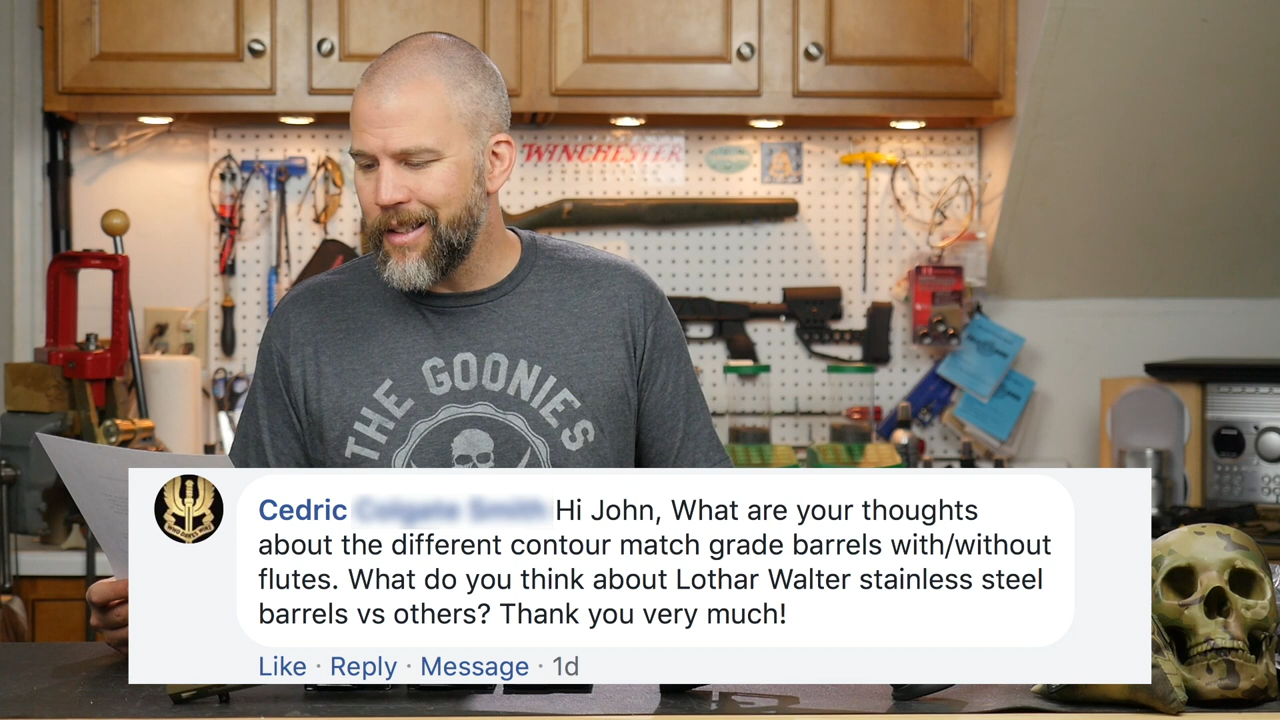 WINCHESTER
THE GOONIES
Cedric Hi John, What are your thoughts
about the different contour match grade barrels with/without
flutes. What do you think about Lothar Walter stainless steel
barrels vs others? Thank you very much!
Like · Reply · Message · 1d